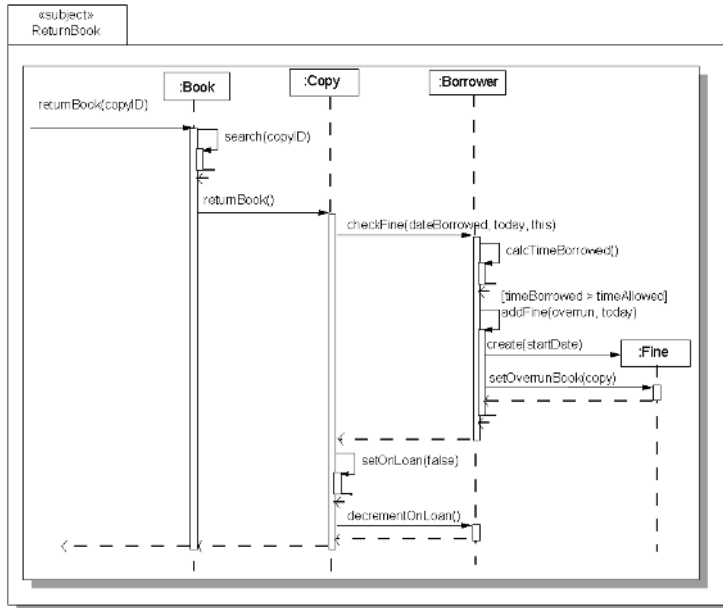 «subject»
ReturnBook
:Book
:Copy
:Borrower
returnBook(copyID)
search(copyID)
returnBook()
checkFine(dateBorrowed, today, this)
calcTimeBorrowed()
[timeBorrowed > timeAllowed]
addFine(overrun, today)
create(startDate)
:Fine
setOverrunBook(copy)
setOnLoan(false)
decrementOnLoan()